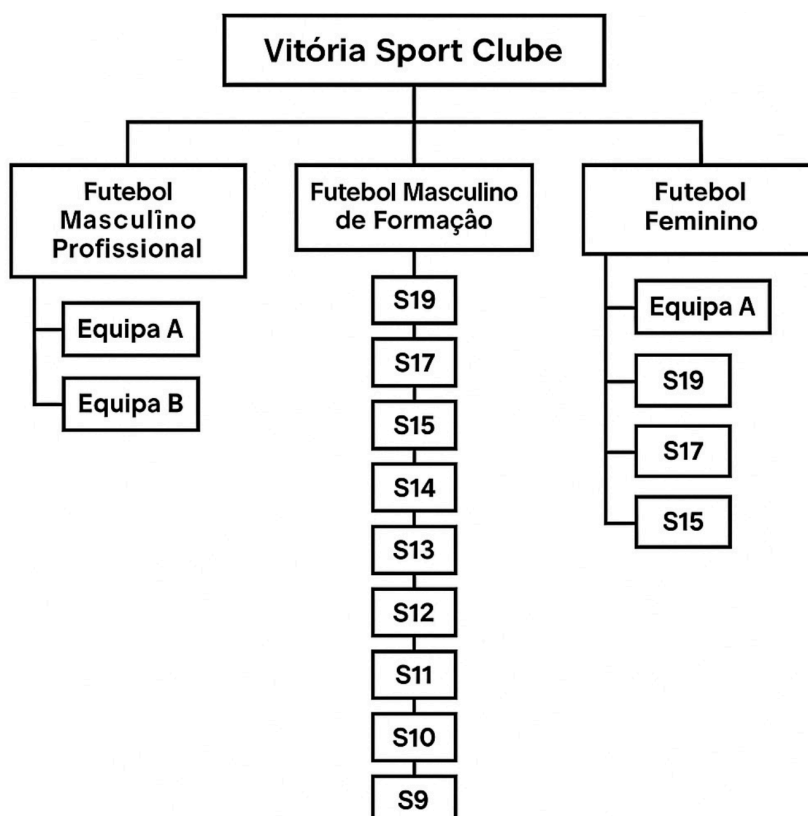 Vitória Sport Clube
Futebol
Masculino
Profissional
Equipa A
Equipa B
Futebol Masculino
de Formação
S19
S17
S15
S14
S13
S12
S11
S10
S9
Futebol
Feminino
Equipa A
S19
S17
S15